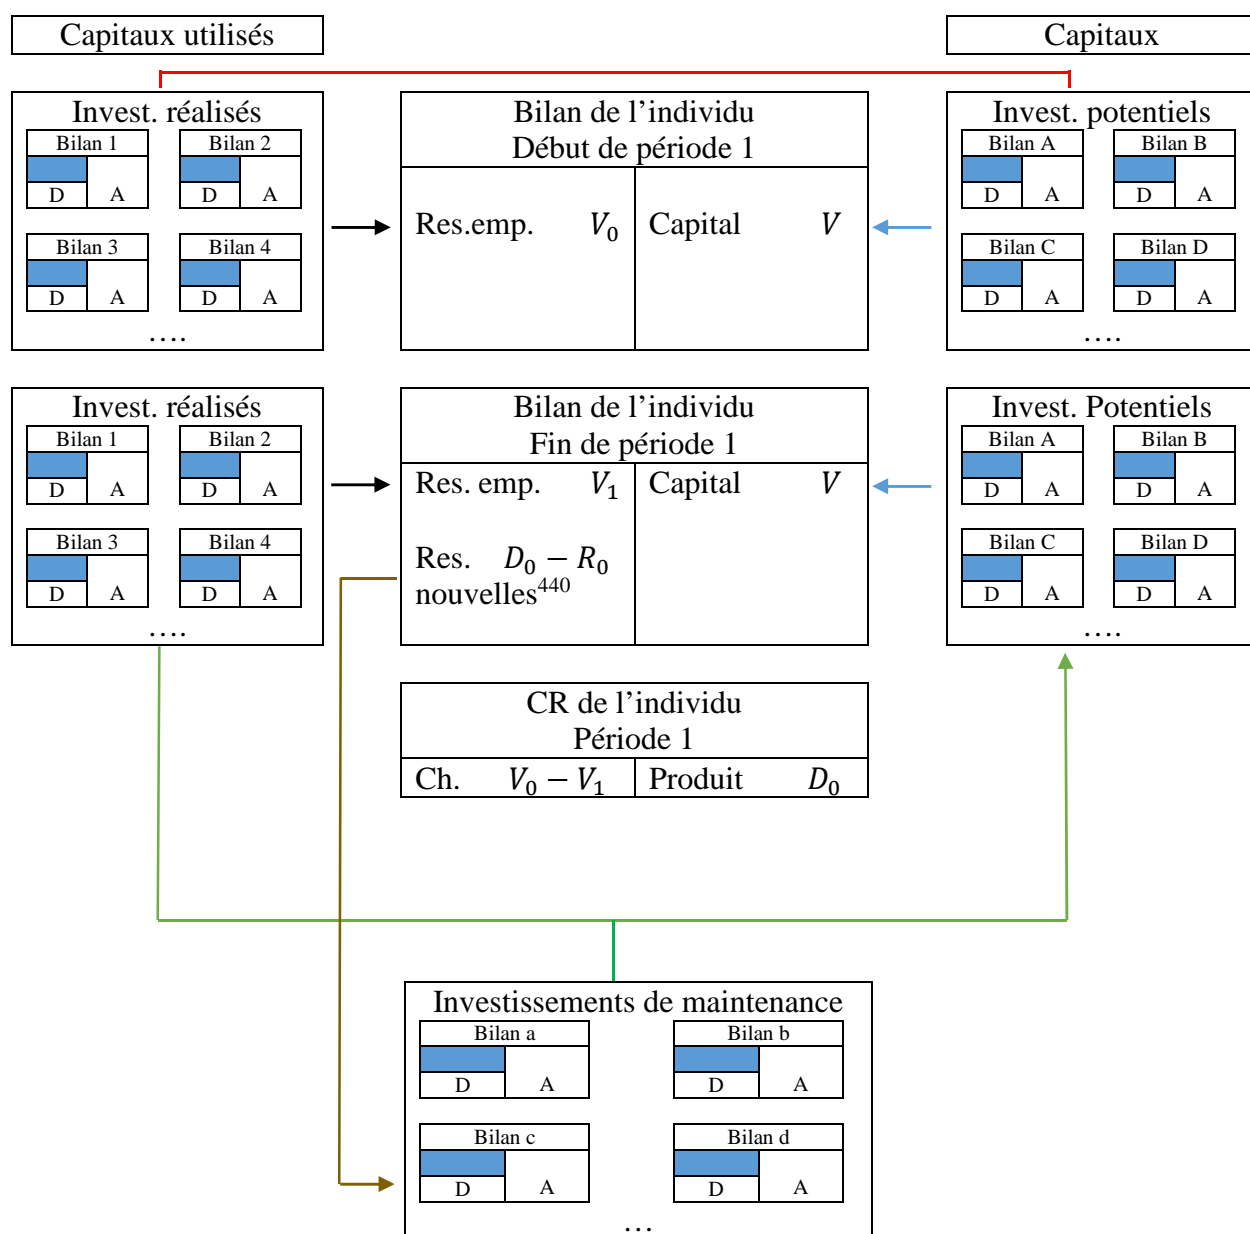 Capitaux utilisés
Capitaux
Invest. réalisés
Bilan 1
Bilan 2
D A
D A
Bilan 3
Bilan 4
D A
D A
….
Bilan de l’individu
Début de période 1
Res.emp. V₀
Capital V
Invest. potentiels
Bilan A
Bilan B
D A
D A
Bilan C
Bilan D
D A
D A
….
Invest. réalisés
Bilan 1
Bilan 2
D A
D A
Bilan 3
Bilan 4
D A
D A
….
Bilan de l’individu
Fin de période 1
Res. emp. V₁
Capital V
Res. D₀ − R₀
nouvelles⁴⁴⁰
Invest. Potentiels
Bilan A
Bilan B
D A
D A
Bilan C
Bilan D
D A
D A
….
CR de l’individu
Période 1
Ch. V₀ − V₁
Produit D₀
Investissements de maintenance
Bilan a
Bilan b
D A
D A
Bilan c
Bilan d
D A
D A
…